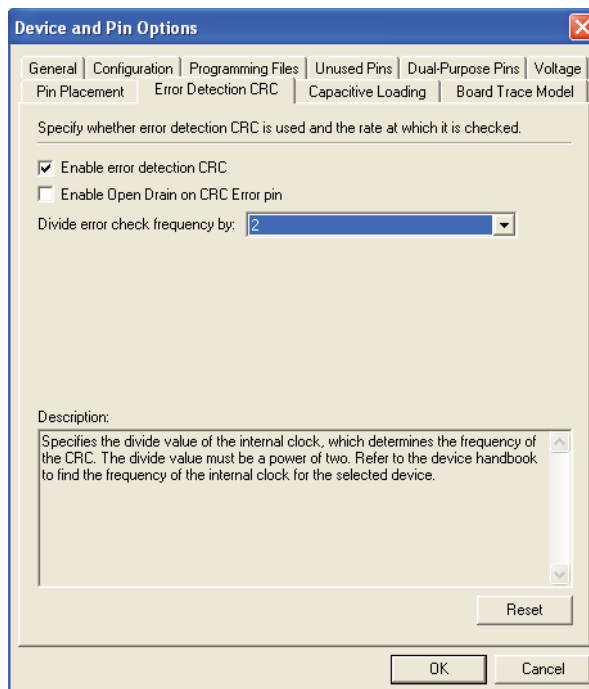 Device and Pin Options
General Configuration Programming Files Unused Pins Dual-Purpose Pins Voltage
Pin Placement Error Detection CRC Capacitive Loading Board Trace Model
Specify whether error detection CRC is used and the rate at which it is checked.
Enable error detection CRC
Enable Open Drain on CRC Error pin
Divide error check frequency by: 2
Description:
Specifies the divide value of the internal clock, which determines the frequency of
the CRC. The divide value must be a power of two. Refer to the device handbook
to find the frequency of the internal clock for the selected device.
Reset
OK Cancel